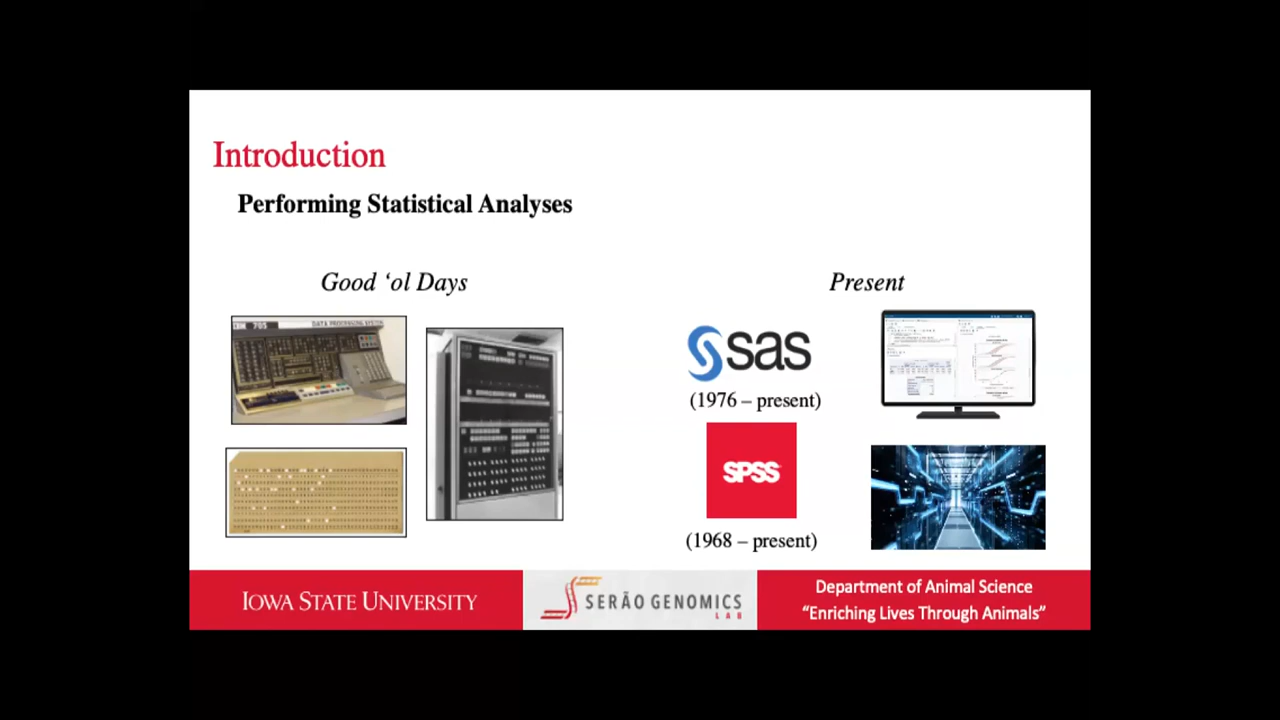 Introduction
Performing Statistical Analyses
Good ‘ol Days
Present
IBM 705 DATA PROCESSING SYSTEM
sas
(1976 – present)
SPSS
(1968 – present)
IOWA STATE UNIVERSITY
SERÃO GENOMICS
LAB
Department of Animal Science
“Enriching Lives Through Animals”